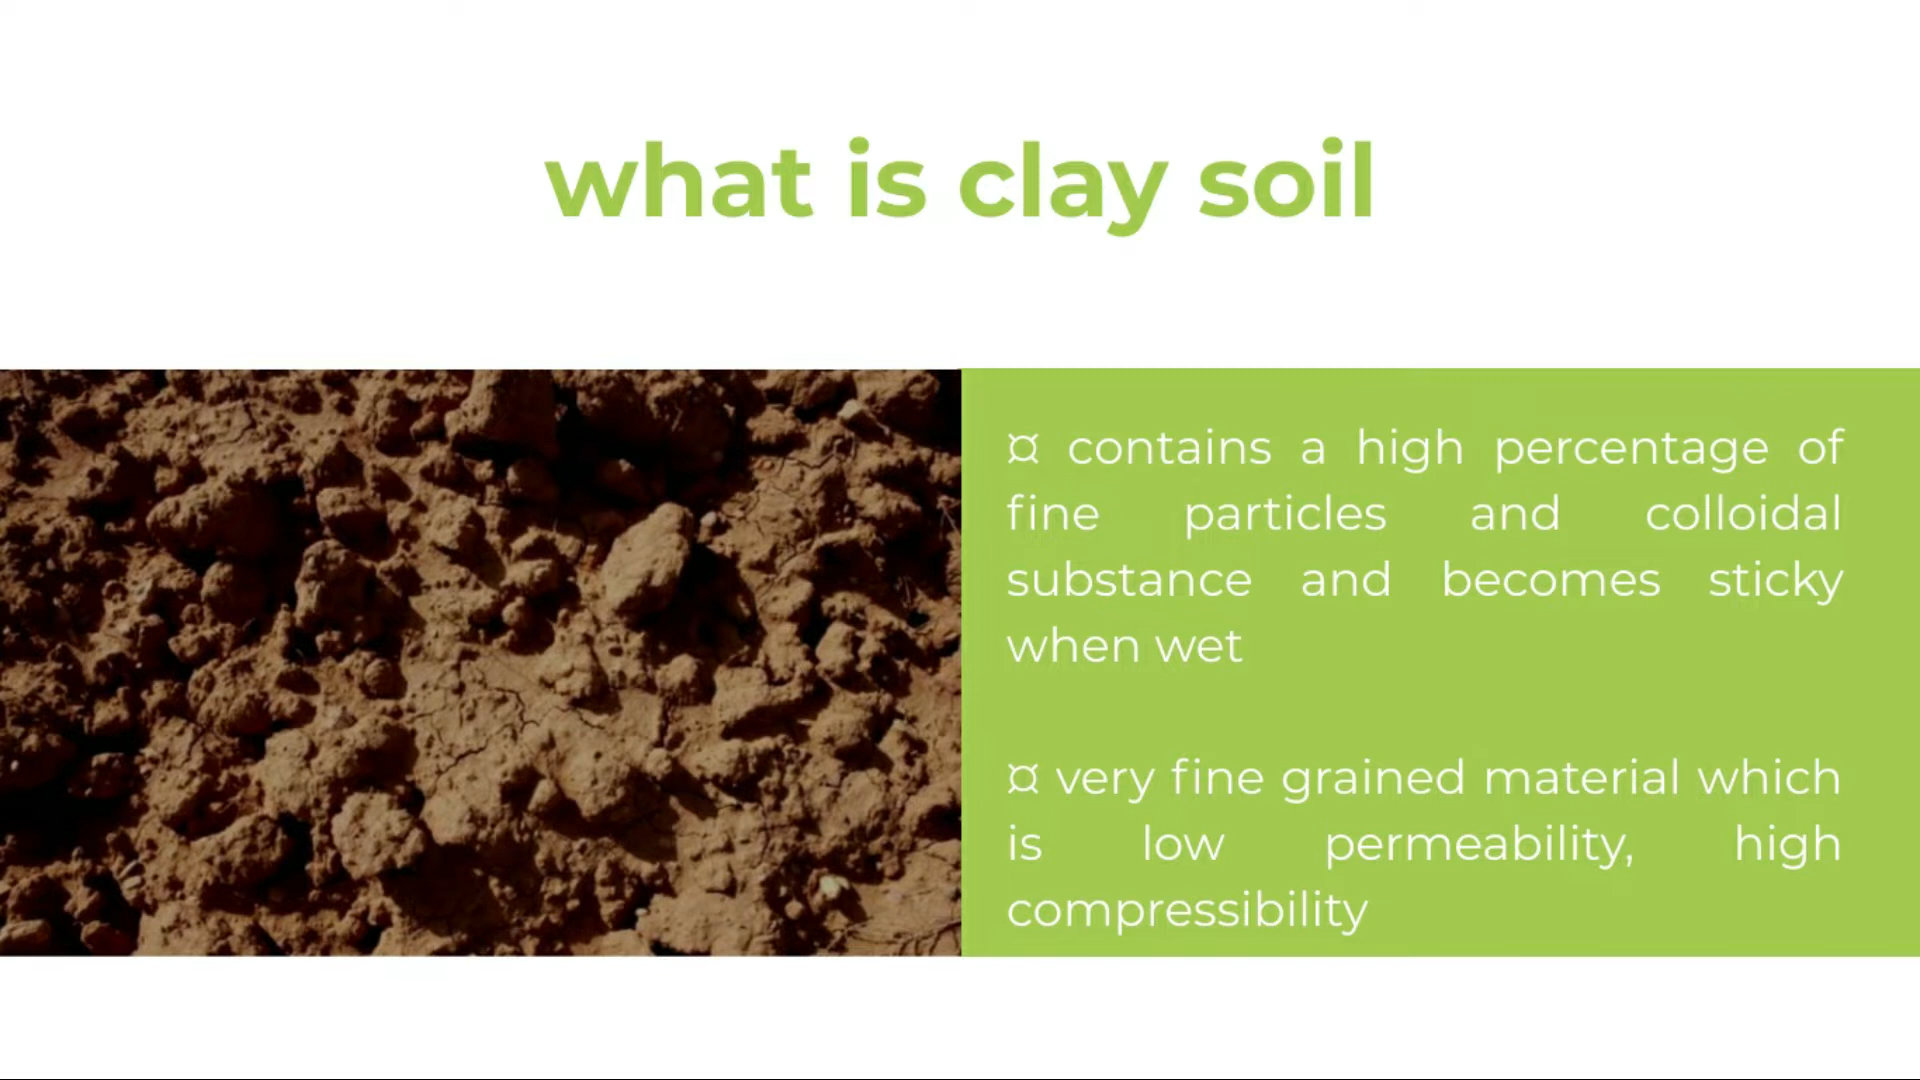 what is clay soil
¤ contains a high percentage of
fine particles and colloidal
substance and becomes sticky
when wet
¤ very fine grained material which
is low permeability, high
compressibility